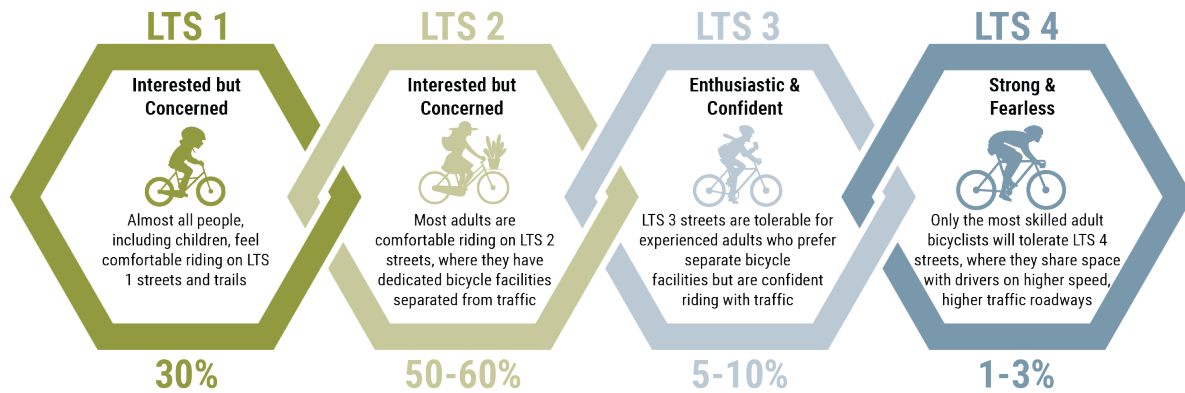 LTS 1
Interested but
Concerned
Almost all people,
including children, feel
comfortable riding on LTS
1 streets and trails
30%
LTS 2
Interested but
Concerned
Most adults are
comfortable riding on LTS 2
streets, where they have
dedicated bicycle facilities
separated from traffic
50-60%
LTS 3
Enthusiastic &
Confident
LTS 3 streets are tolerable for
experienced adults who prefer
separate bicycle
facilities but are confident
riding with traffic
5-10%
LTS 4
Strong &
Fearless
Only the most skilled adult
bicyclists will tolerate LTS 4
streets, where they share space
with drivers on higher speed,
higher traffic roadways
1-3%